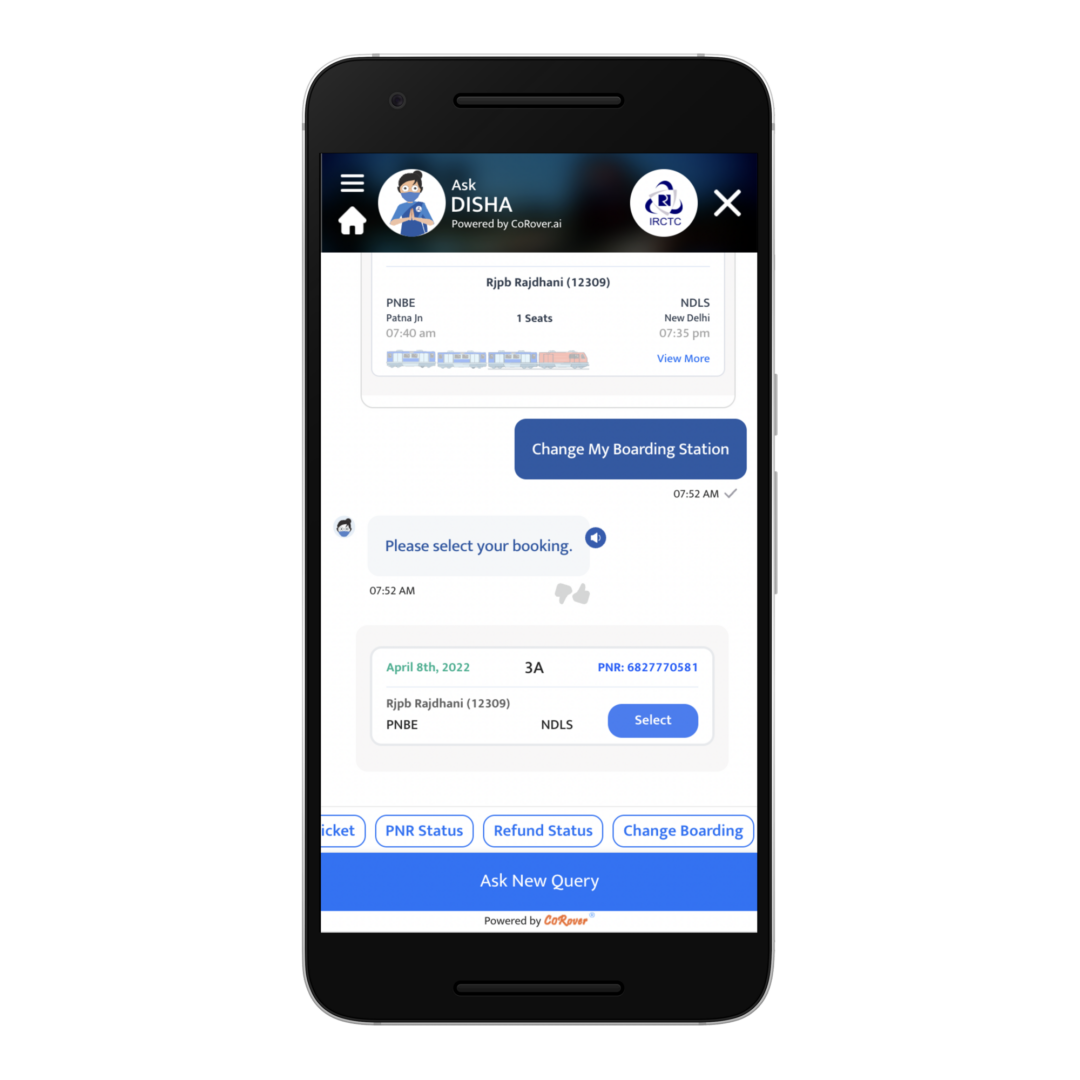 Ask
DISHA
Powered by CoRover.ai
IRCTC
Rjpb Rajdhani (12309)
PNBE
NDLS
Patna Jn
1 Seats
New Delhi
07:40 am
07:35 pm
View More
Change My Boarding Station
07:52 AM
Please select your booking.
07:52 AM
April 8th, 2022
3A
PNR: 6827770581
Rjpb Rajdhani (12309)
PNBE
NDLS
Select
icket
PNR Status
Refund Status
Change Boarding
Ask New Query
Powered by CoRover